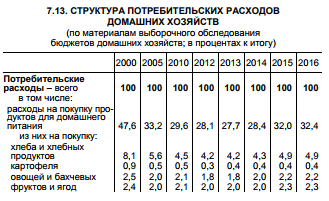 7.13. СТРУКТУРА ПОТРЕБИТЕЛЬСКИХ РАСХОДОВ
ДОМАШНИХ ХОЗЯЙСТВ
(по материалам выборочного обследования
бюджетов домашних хозяйств; в процентах к итогу)
2000 2005 2010 2012 2013 2014 2015 2016
Потребительские
расходы – всего 100 100 100 100 100 100 100 100
в том числе:
расходы на покупку про-
дуктов для домашнего
питания 47,6 33,2 29,6 28,1 27,7 28,4 32,0 32,4
из них на покупку:
хлеба и хлебных
продуктов 8,1 5,6 4,5 4,2 4,2 4,3 4,9 4,9
картофеля 0,9 0,5 0,5 0,3 0,4 0,4 0,4 0,4
овощей и бахчевых 2,5 2,0 2,1 1,8 1,8 2,0 2,2 2,2
фруктов и ягод 2,4 2,0 2,1 2,0 2,0 2,0 2,3 2,3